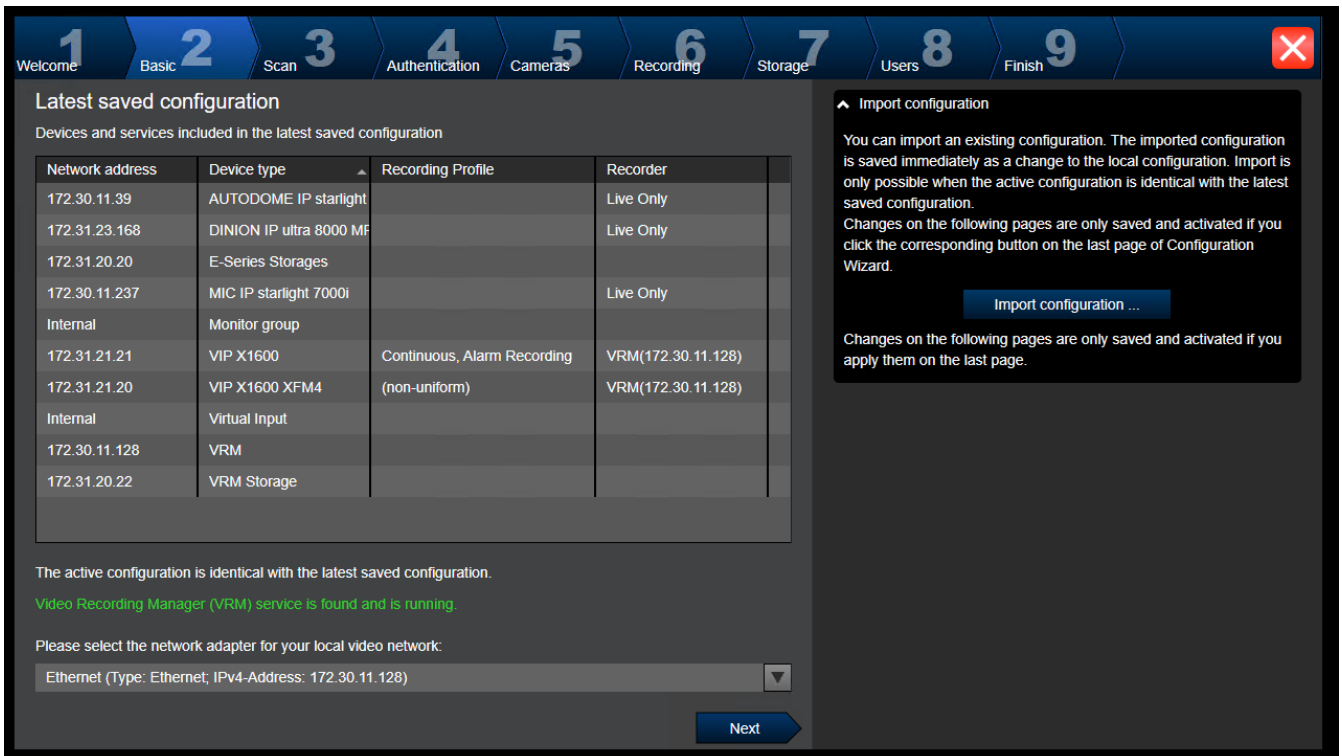 1 2 3 4 5 6 7 8 9
Welcome Basic Scan Authentication Cameras Recording Storage Users Finish
Latest saved configuration
Devices and services included in the latest saved configuration
Network address Device type Recording Profile Recorder
172.30.11.39 AUTODOME IP starlight Live Only
172.31.23.168 DINION IP ultra 8000 MP Live Only
172.31.20.20 E-Series Storages
172.30.11.237 MIC IP starlight 7000i Live Only
Internal Monitor group
172.31.21.21 VIP X1600 Continuous, Alarm Recording VRM(172.30.11.128)
172.31.21.20 VIP X1600 XFM4 (non-uniform) VRM(172.30.11.128)
Internal Virtual Input
172.30.11.128 VRM
172.31.20.22 VRM Storage
The active configuration is identical with the latest saved configuration.
Video Recording Manager (VRM) service is found and is running.
Please select the network adapter for your local video network:
Ethernet (Type: Ethernet; IPv4-Address: 172.30.11.128)
Next
Import configuration
You can import an existing configuration. The imported configuration
is saved immediately as a change to the local configuration. Import is
only possible when the active configuration is identical with the latest
saved configuration.
Changes on the following pages are only saved and activated if you
click the corresponding button on the last page of Configuration
Wizard.
Import configuration ...
Changes on the following pages are only saved and activated if you
apply them on the last page.